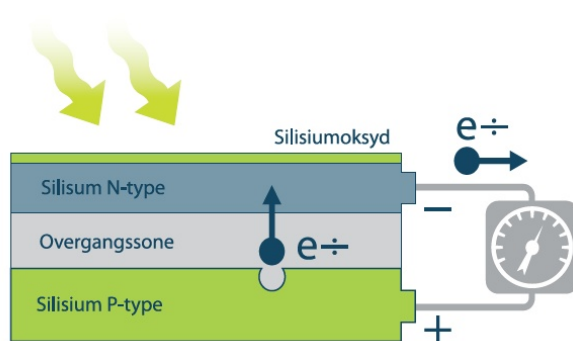 Silisiumoksyd
e÷
Silisum N-type
−
Overgangssone
e÷
Silisium P-type
+